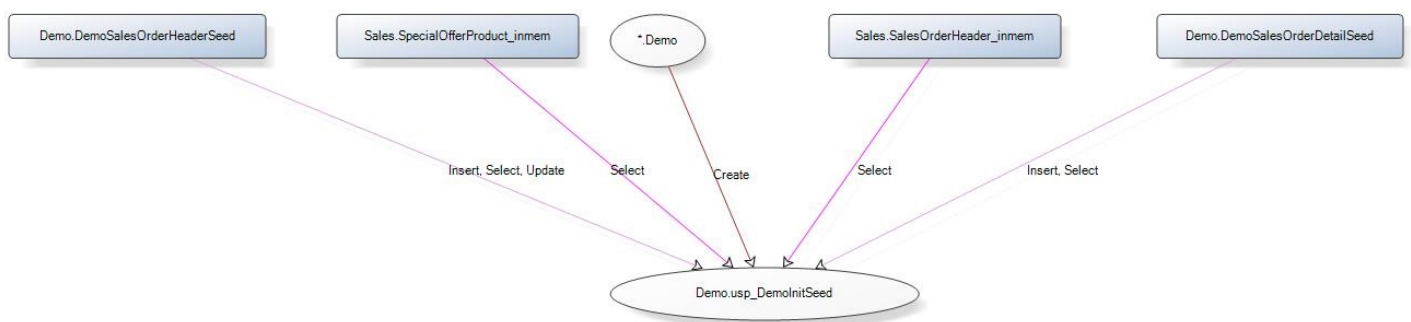 Demo.DemoSalesOrderHeaderSeed
Sales.SpecialOfferProduct_inmem
*.Demo
Sales.SalesOrderHeader_inmem
Demo.DemoSalesOrderDetailSeed
Insert, Select, Update
Select
Create
Select
Insert, Select
Demo.usp_DemoInitSeed